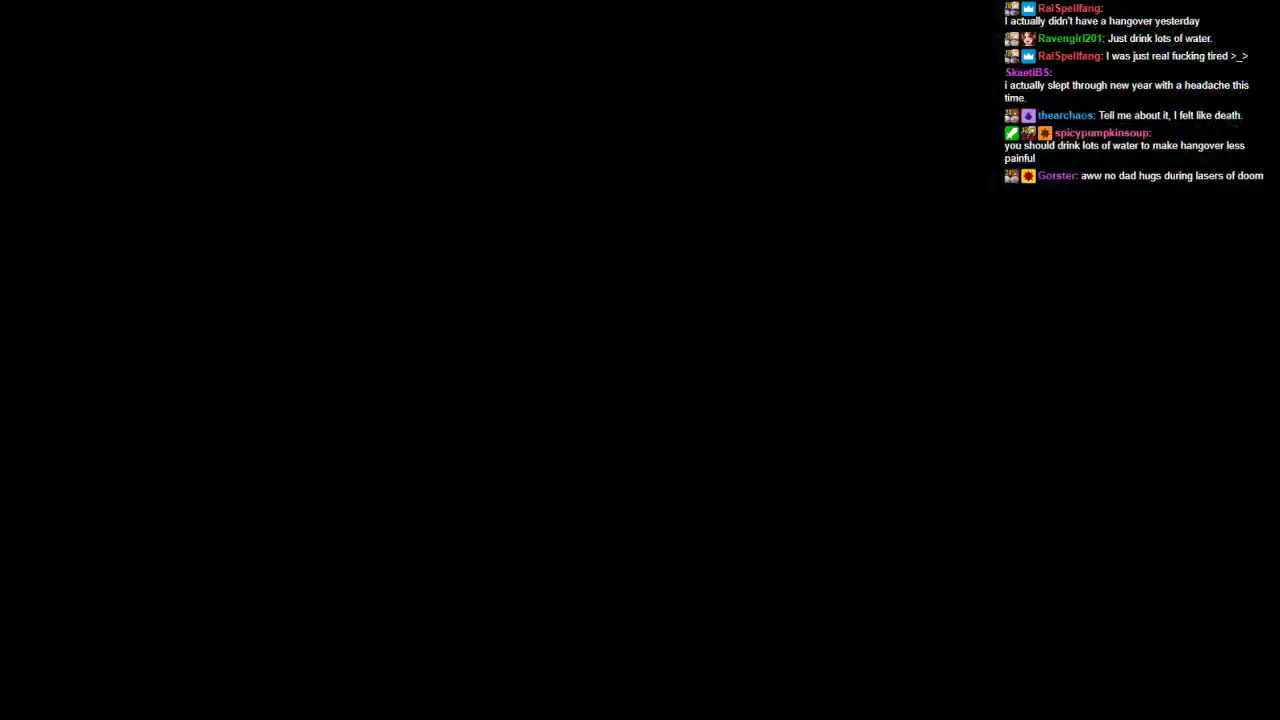 RaiSpellfang:
I actually didn't have a hangover yesterday
Ravengirl201: Just drink lots of water.
RaiSpellfang: I was just real fucking tired >_>
SkaetiBS:
i actually slept through new year with a headache this
time.
thearchaos: Tell me about it, I felt like death.
spicypumpkinsoup:
you should drink lots of water to make hangover less
painful
Gorster: aww no dad hugs during lasers of doom